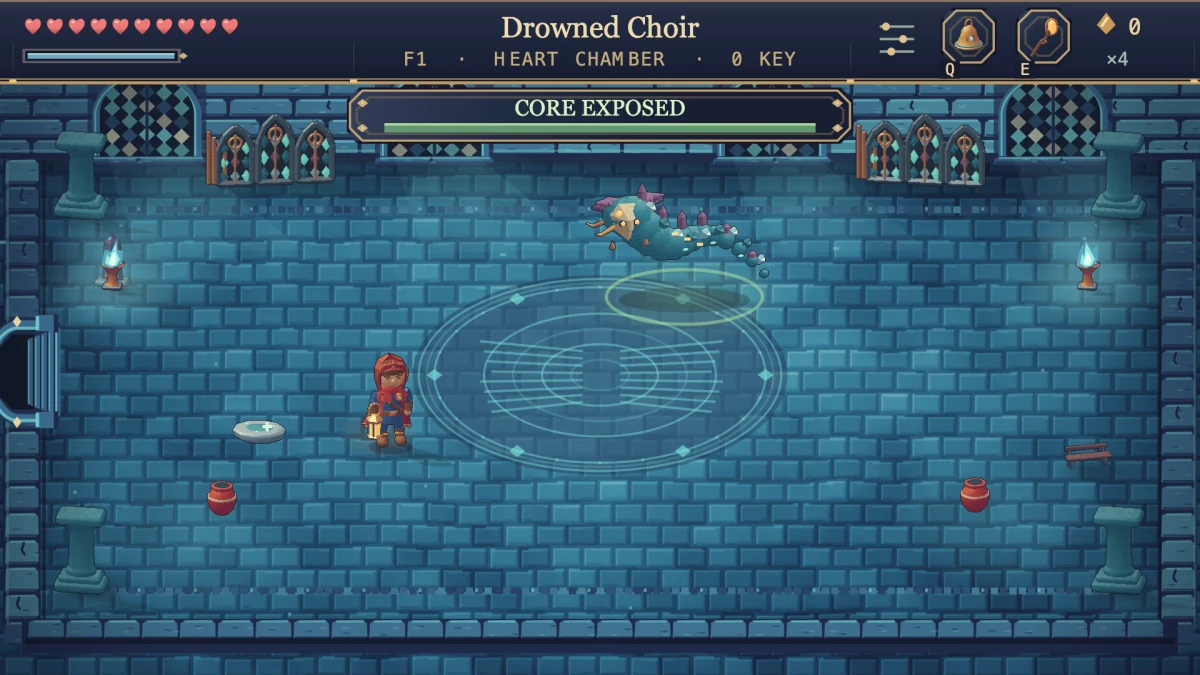 Drowned Choir
F1 · HEART CHAMBER · 0 KEY
Q
E
0
×4
CORE EXPOSED